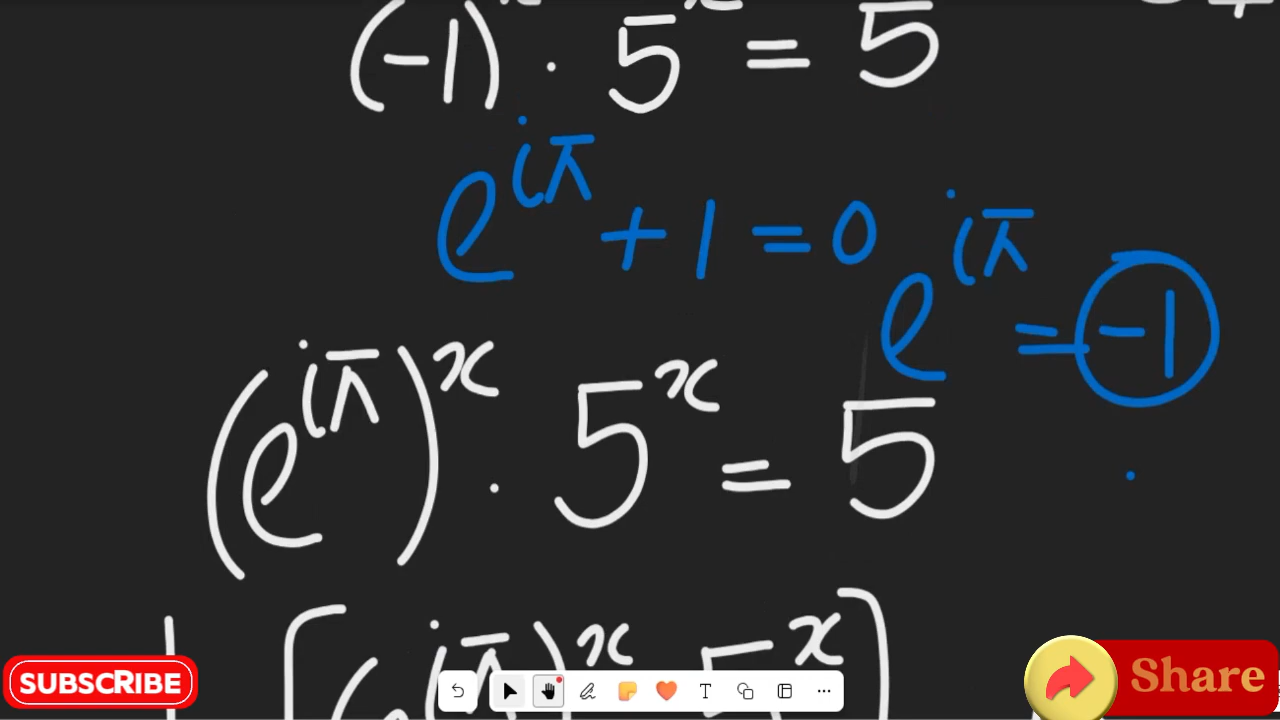 (-1)^x · 5^x = 5
e^{iπ} + 1 = 0
e^{iπ} = -1
(e^{iπ})^x · 5^x = 5
SUBSCRIBE
T
Share